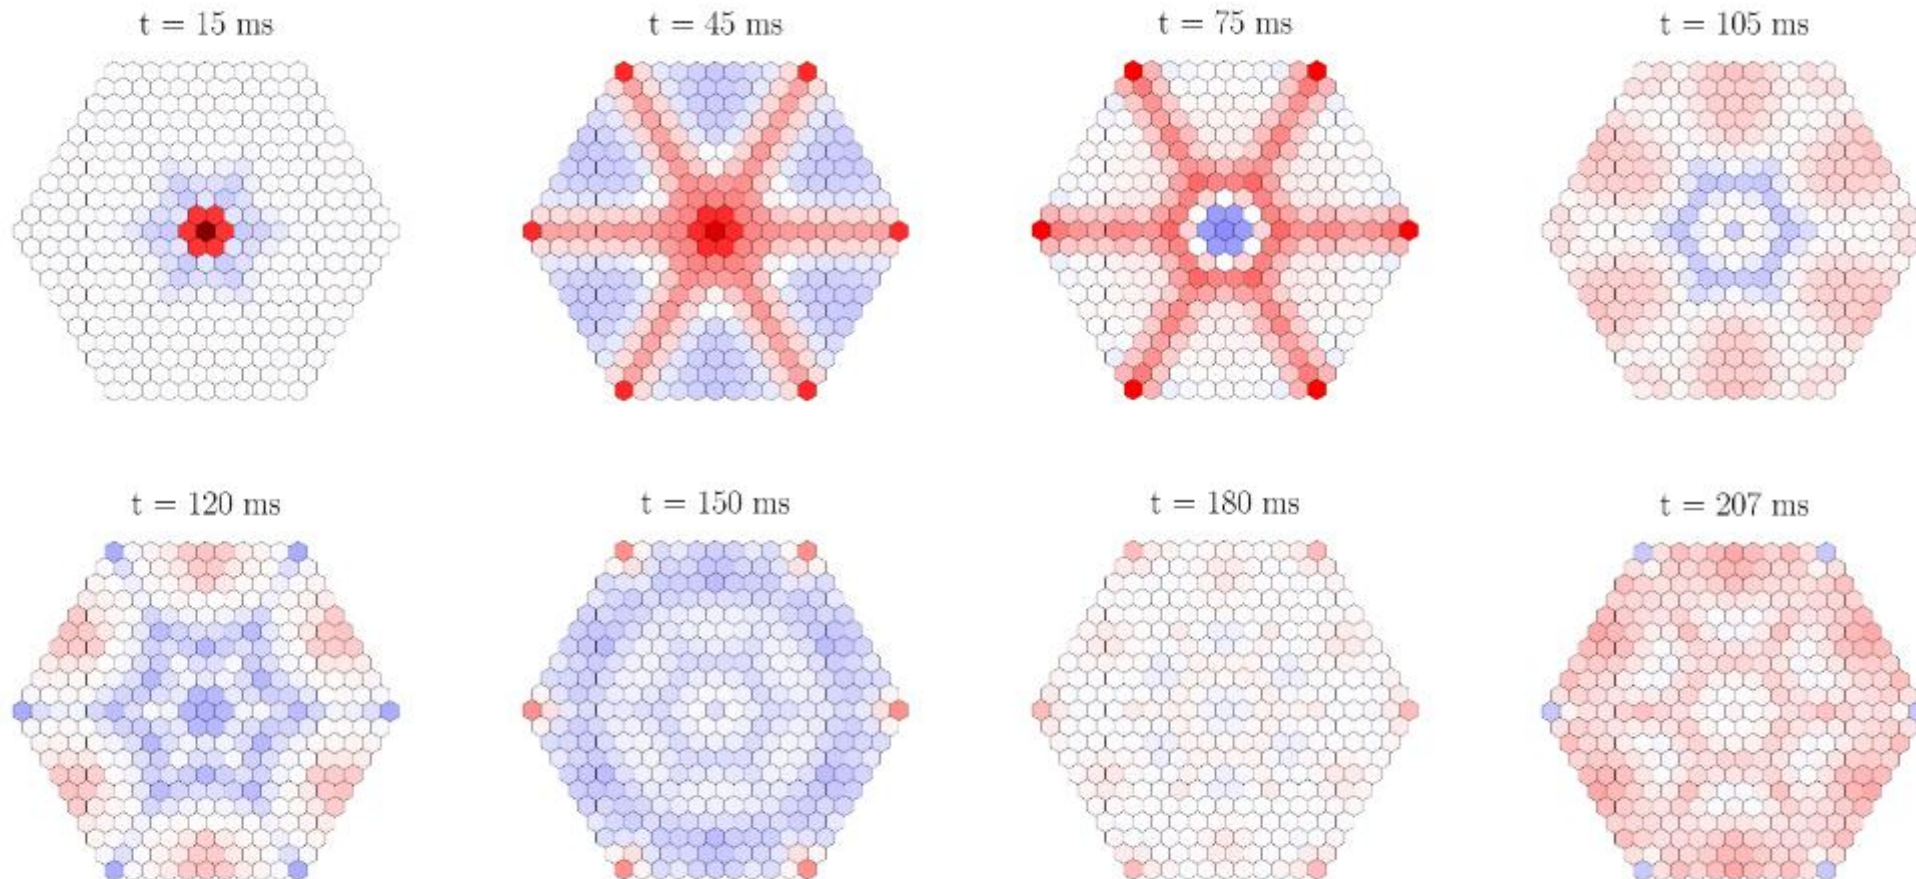 t = 15 ms
t = 45 ms
t = 75 ms
t = 105 ms
t = 120 ms
t = 150 ms
t = 180 ms
t = 207 ms